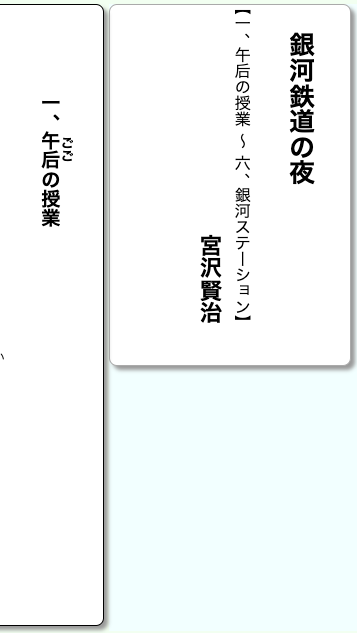 銀河鉄道の夜
【一、午后の授業 ~ 六、銀河ステーション】
宮沢賢治
一、午后の授業
ごご
い